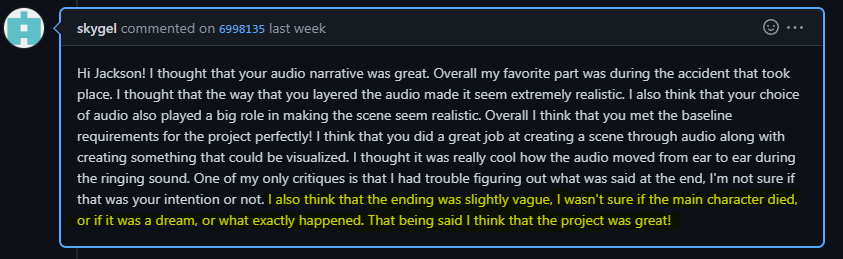 skygel commented on 6998135 last week
Hi Jackson! I thought that your audio narrative was great. Overall my favorite part was during the accident that took
place. I thought that the way that you layered the audio made it seem extremely realistic. I also think that your choice
of audio also played a big role in making the scene seem realistic. Overall I think that you met the baseline
requirements for the project perfectly! I think that you did a great job at creating a scene through audio along with
creating something that could be visualized. I thought it was really cool how the audio moved from ear to ear during
the ringing sound. One of my only critiques is that I had trouble figuring out what was said at the end, I'm not sure if
that was your intention or not. I also think that the ending was slightly vague, I wasn't sure if the main character died,
or if it was a dream, or what exactly happened. That being said I think that the project was great!